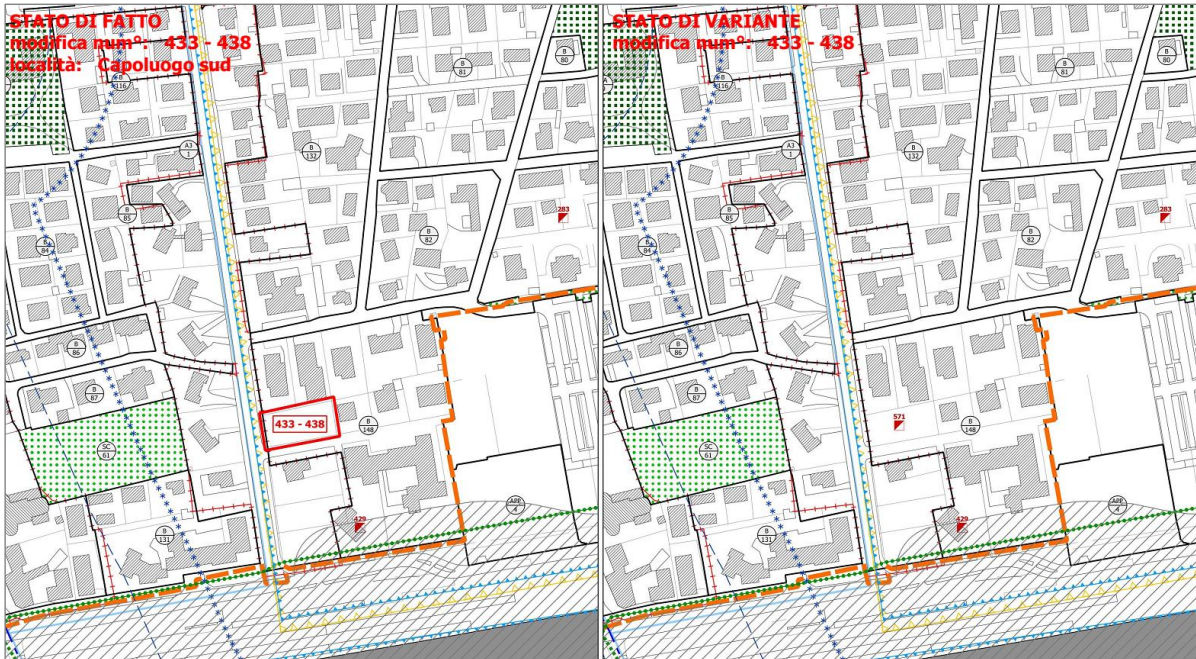 STATO DI FATTO
modifica num°: 433 - 438
località: Capoluogo sud
B
116
B
81
B
80
A3
1
B
132
B
85
283
B
84
B
82
B
86
B
87
433 - 438
B
148
SC
61
APE
4
429
B
131
STATO DI VARIANTE
modifica num°: 433 - 438
B
116
B
81
B
80
A3
1
B
132
B
85
283
B
84
B
82
B
86
B
87
571
B
148
SC
61
APE
4
429
B
131